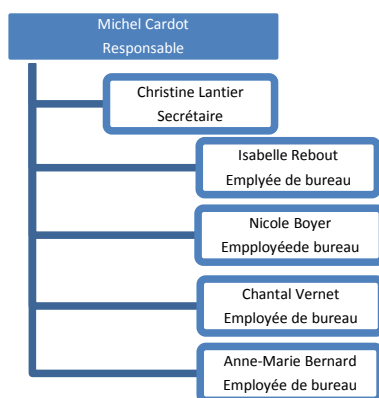 Michel Cardot
Responsable
Christine Lantier
Secrétaire
Isabelle Rebout
Emplyée de bureau
Nicole Boyer
Empployéede bureau
Chantal Vernet
Employée de bureau
Anne-Marie Bernard
Employée de bureau